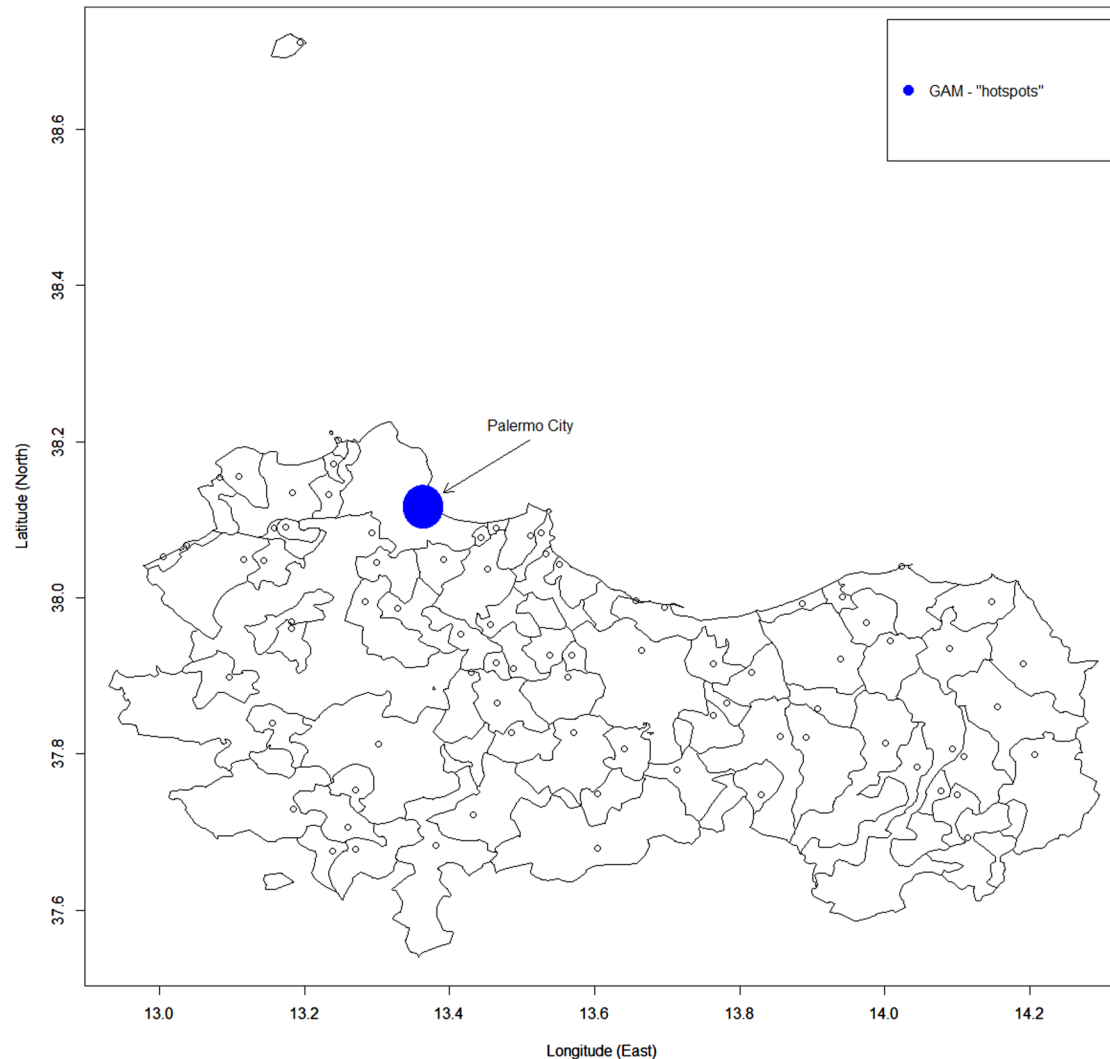 GAM - "hotspots"
38.6
38.4
38.2
38.0
37.8
37.6
Latitude (North)
Palermo City
13.0 13.2 13.4 13.6 13.8 14.0 14.2
Longitude (East)